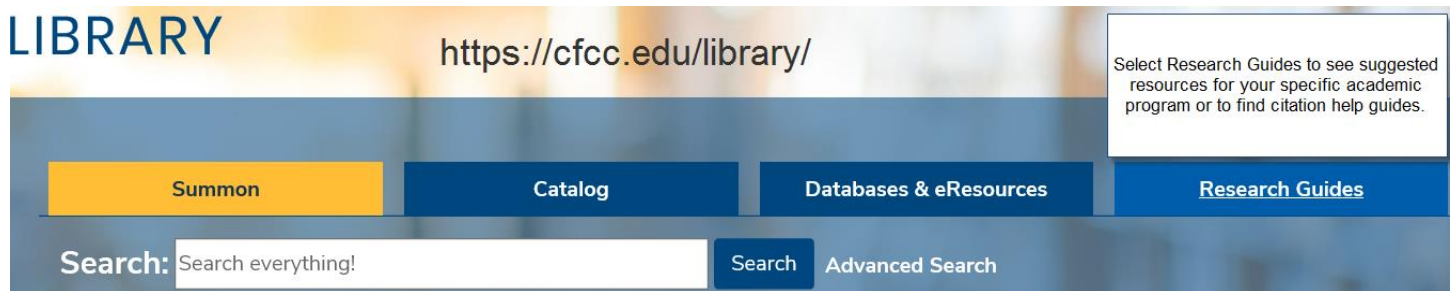 LIBRARY
https://cfcc.edu/library/
Select Research Guides to see suggested
resources for your specific academic
program or to find citation help guides.
Summon
Catalog
Databases & eResources
Research Guides
Search: Search everything! Search Advanced Search